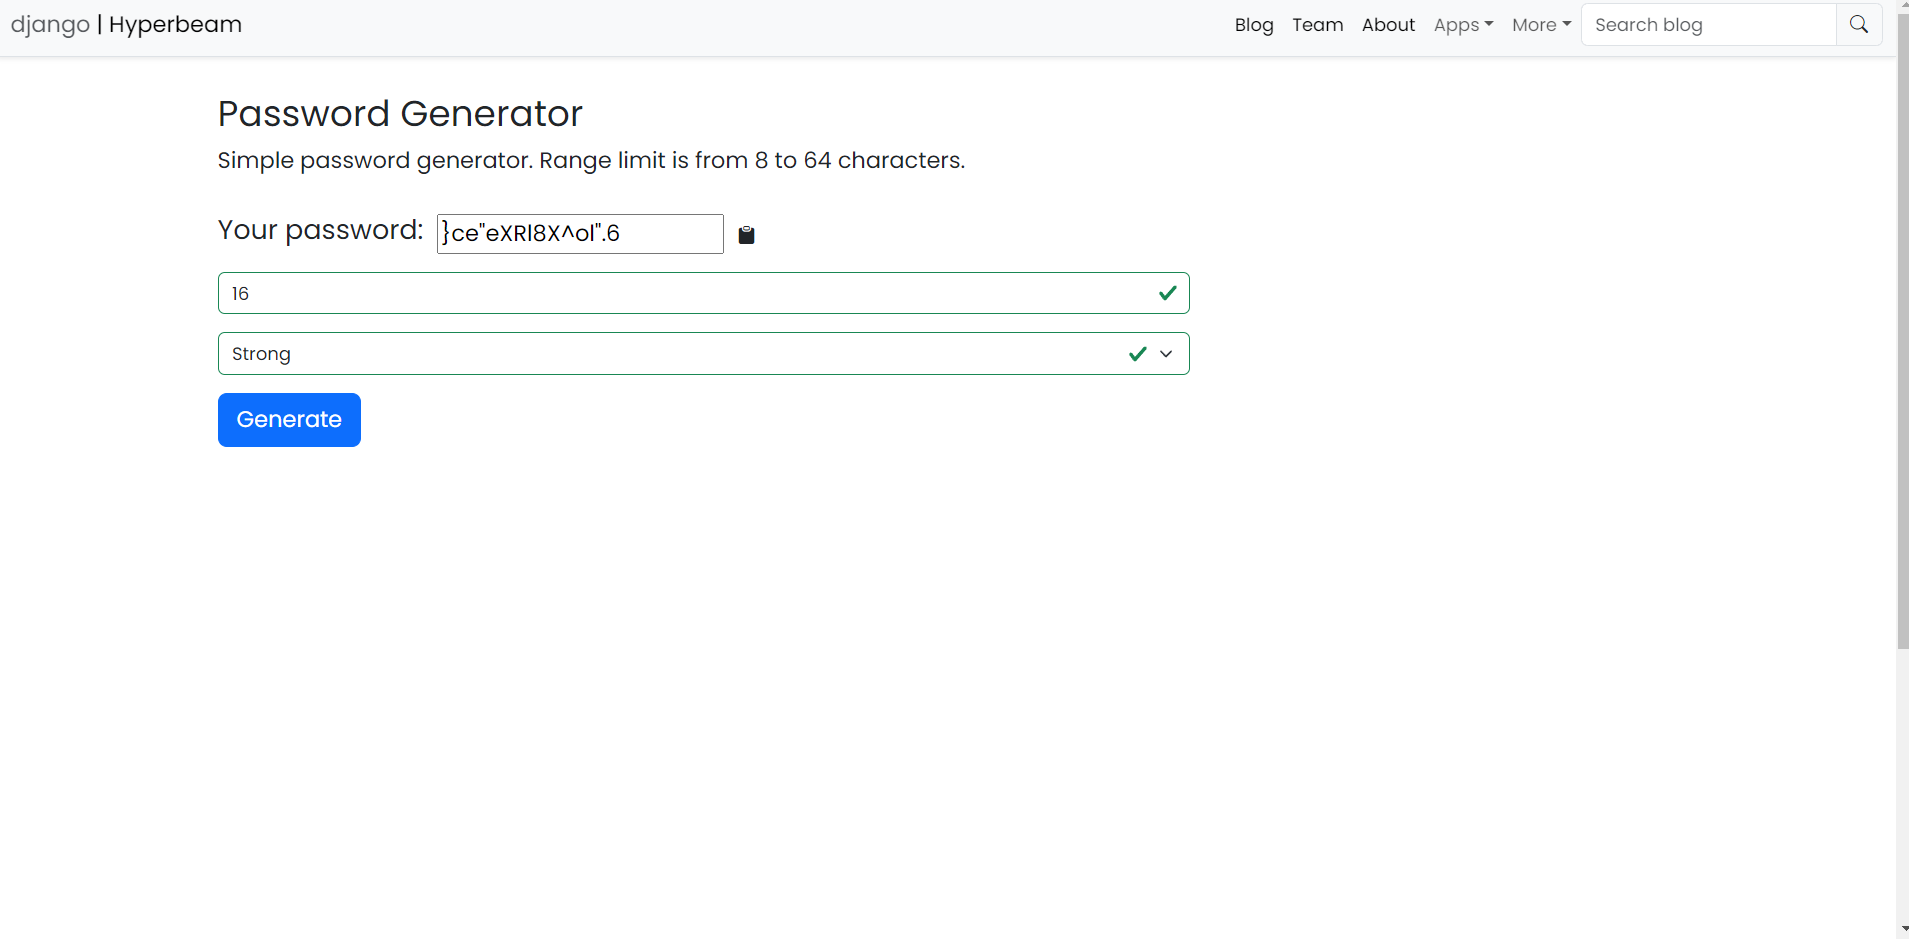 django | Hyperbeam
Blog Team About Apps More Search blog
Password Generator
Simple password generator. Range limit is from 8 to 64 characters.
Your password: }ce"eXRl8X^ol".6
16
Strong
Generate